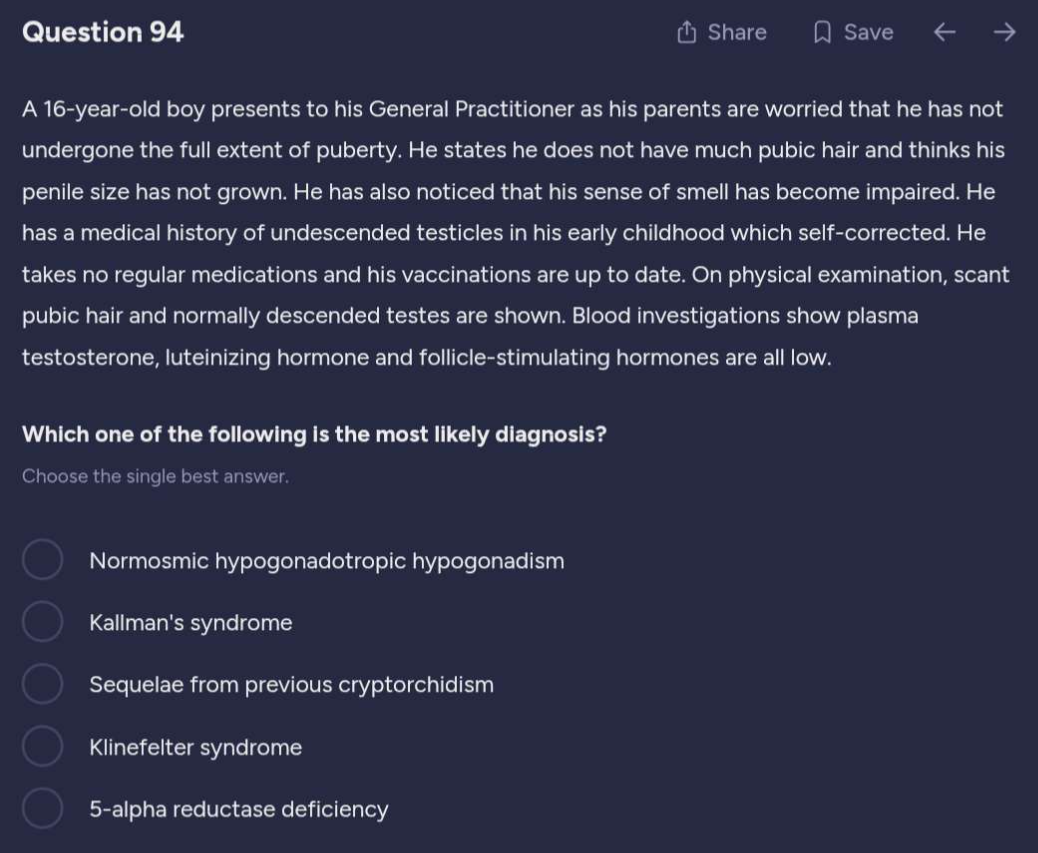 Question 94
Share
Save
A 16-year-old boy presents to his General Practitioner as his parents are worried that he has not
undergone the full extent of puberty. He states he does not have much pubic hair and thinks his
penile size has not grown. He has also noticed that his sense of smell has become impaired. He
has a medical history of undescended testicles in his early childhood which self-corrected. He
takes no regular medications and his vaccinations are up to date. On physical examination, scant
pubic hair and normally descended testes are shown. Blood investigations show plasma
testosterone, luteinizing hormone and follicle-stimulating hormones are all low.
Which one of the following is the most likely diagnosis?
Choose the single best answer.
Normosmic hypogonadotropic hypogonadism
Kallman's syndrome
Sequelae from previous cryptorchidism
Klinefelter syndrome
5-alpha reductase deficiency